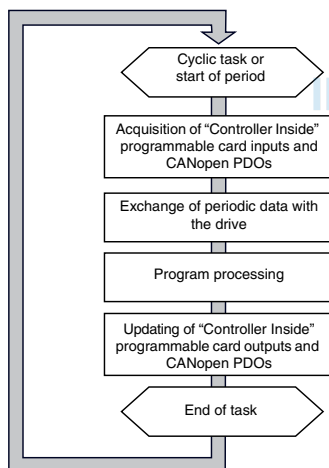 Cyclic task or
start of period
Acquisition of “Controller Inside”
programmable card inputs and
CANopen PDOs
Exchange of periodic data with
the drive
Program processing
Updating of “Controller Inside”
programmable card outputs and
CANopen PDOs
End of task